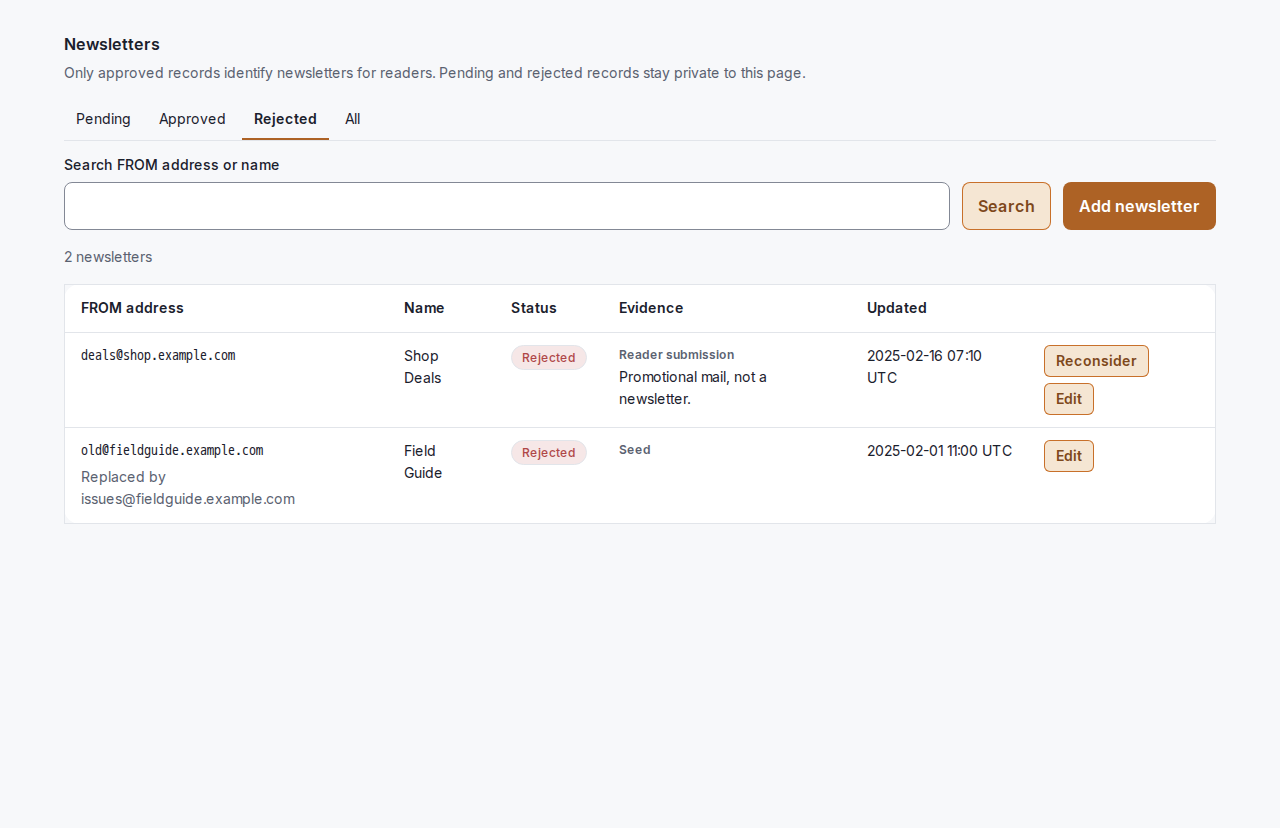 Newsletters
Only approved records identify newsletters for readers. Pending and rejected records stay private to this page.
Pending Approved Rejected All
Search FROM address or name
Search Add newsletter
2 newsletters
FROM address Name Status Evidence Updated
deals@shop.example.com Shop Deals Rejected Reader submission 2025-02-16 07:10 UTC Reconsider
Promotional mail, not a newsletter. Edit
old@fieldguide.example.com Field Guide Rejected Seed 2025-02-01 11:00 UTC Edit
Replaced by
issues@fieldguide.example.com